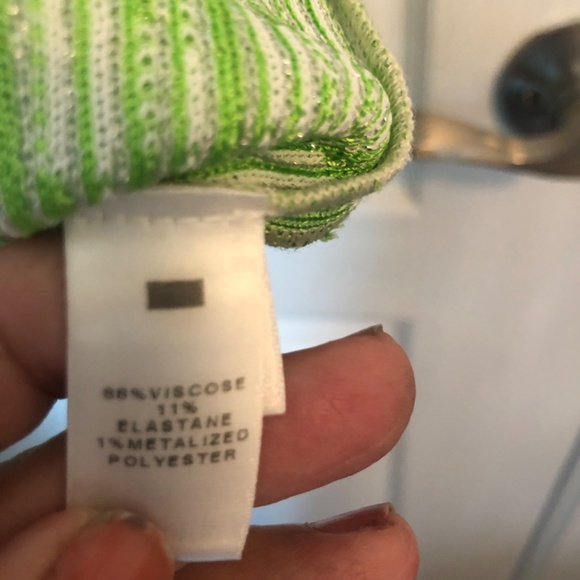 88%VISCOSE
11%
ELASTANE
1%METALIZED
POLYESTER